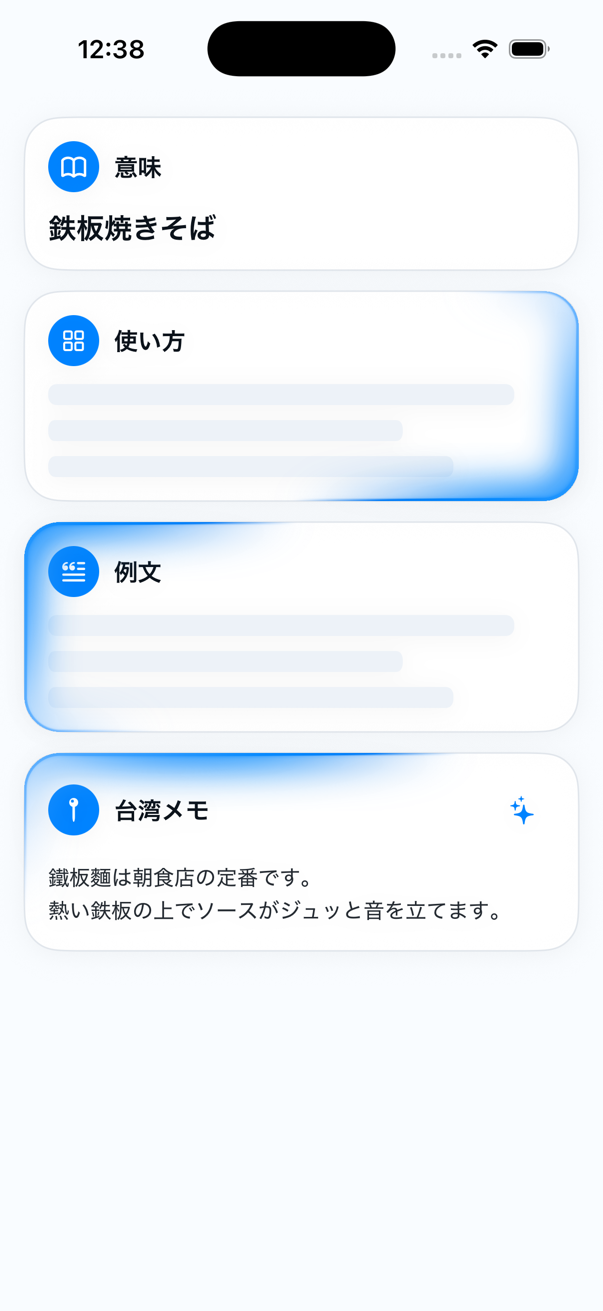 12:38
意味
鉄板焼きそば
使い方
例文
台湾メモ
鐵板麵は朝食店の定番です。
熱い鉄板の上でソースがジュッと音を立てます。